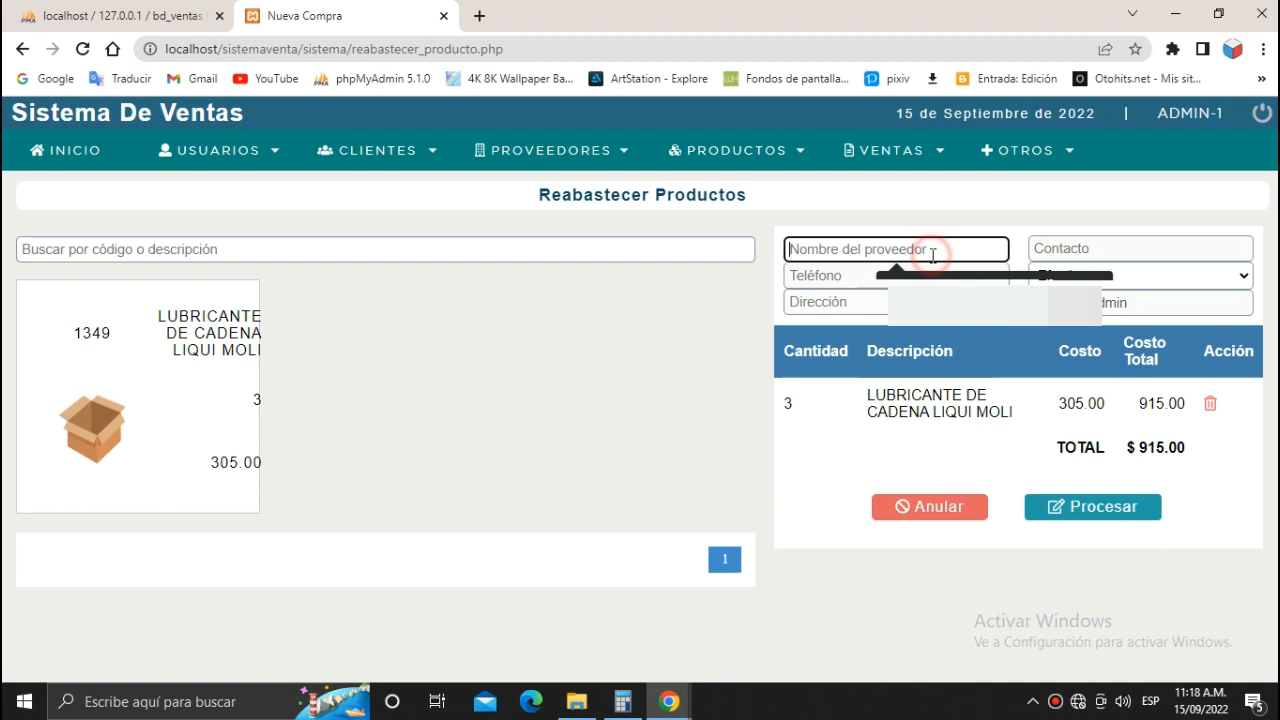 localhost / 127.0.0.1 / bd_ventas
Nueva Compra
localhost/sistemaventa/sistema/reabastecer_producto.php
Google
Traducir
Gmail
YouTube
phpMyAdmin 5.1.0
4K 8K Wallpaper Ba...
ArtStation - Explore
Fondos de pantalla...
pixiv
Entrada: Edición
Otohits.net - Mis sit...
Sistema De Ventas
15 de Septiembre de 2022 | ADMIN-1
INICIO
USUARIOS
CLIENTES
PROVEEDORES
PRODUCTOS
VENTAS
OTROS
Reabastecer Productos
Buscar por código o descripción
1349
LUBRICANTE
DE CADENA
LIQUI MOLI
3
305.00
1
Nombre del proveedor
Contacto
Teléfono
Dirección
dmin
Cantidad Descripción Costo Costo Total Acción
3 LUBRICANTE DE CADENA LIQUI MOLI 305.00 915.00
TOTAL $ 915.00
Anular
Procesar
Activar Windows
Ve a Configuración para activar Windows.
Escribe aquí para buscar
ESP
11:18 A.M.
15/09/2022
5